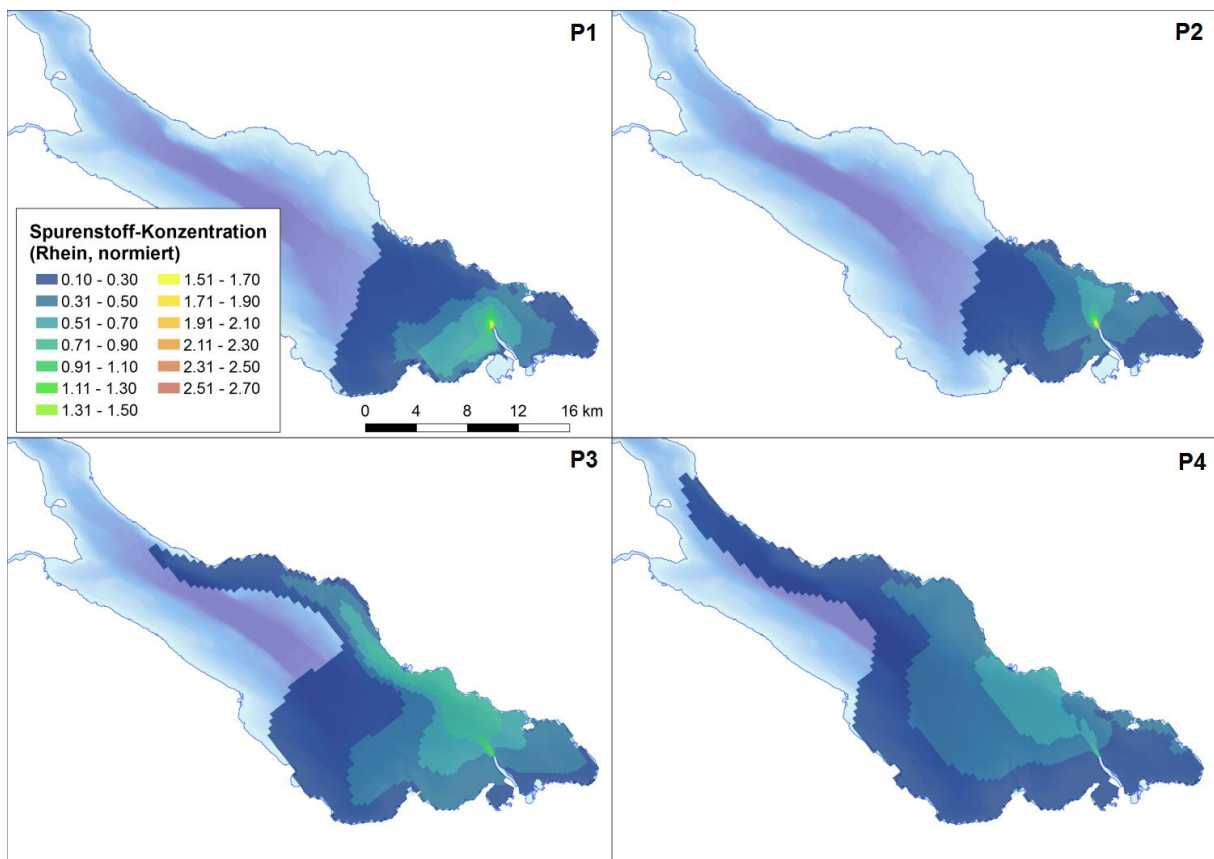 P1
P2
Spurenstoff-Konzentration
(Rhein, normiert)
0.10 - 0.30
0.31 - 0.50
0.51 - 0.70
0.71 - 0.90
0.91 - 1.10
1.11 - 1.30
1.31 - 1.50
1.51 - 1.70
1.71 - 1.90
1.91 - 2.10
2.11 - 2.30
2.31 - 2.50
2.51 - 2.70
0 4 8 12 16 km
P3
P4